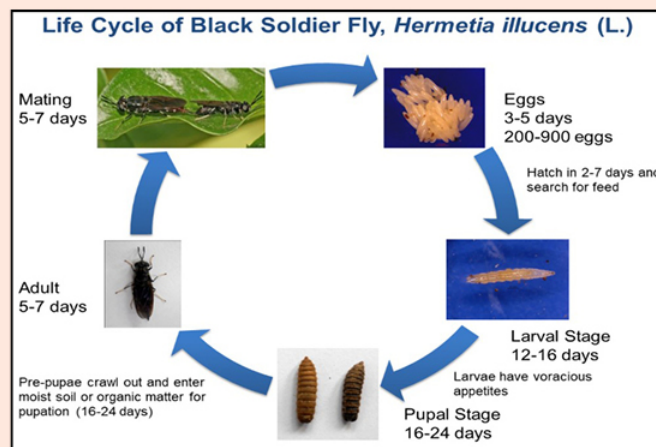 Life Cycle of Black Soldier Fly, Hermetia illucens (L.)
Mating
5-7 days
Eggs
3-5 days
200-900 eggs
Hatch in 2-7 days and
search for feed
Larval Stage
12-16 days
Larvae have voracious
appetites
Pupal Stage
16-24 days
Pre-pupae crawl out and enter
moist soil or organic matter for
pupation (16-24 days)
Adult
5-7 days